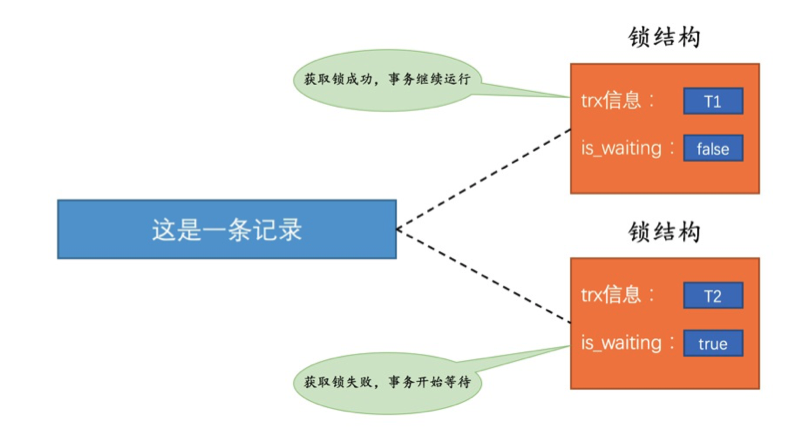 锁结构
获取锁成功，事务继续运行
trx信息： T1
is_waiting： false
这是一条记录
锁结构
trx信息： T2
is_waiting： true
获取锁失败，事务开始等待